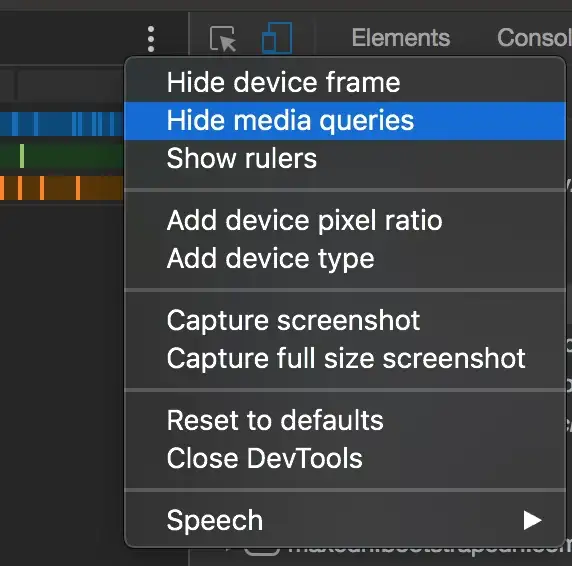 Elements
Hide device frame
Hide media queries
Show rulers
Add device pixel ratio
Add device type
Capture screenshot
Capture full size screenshot
Reset to defaults
Close DevTools
Speech